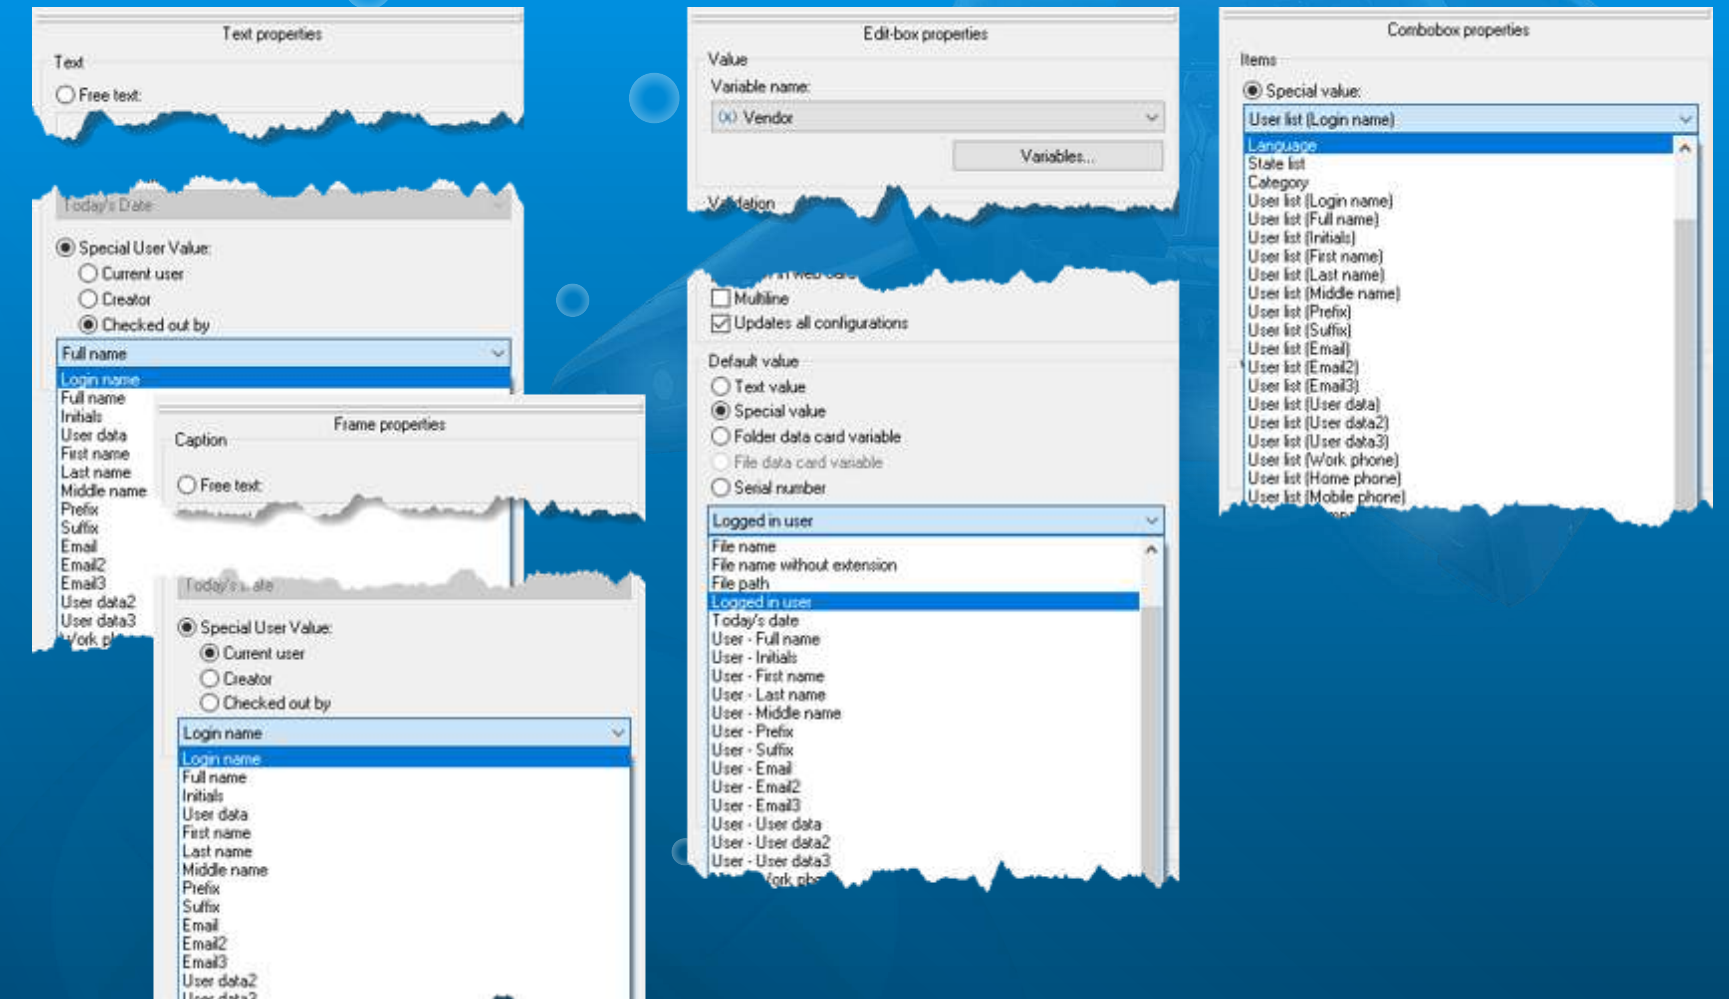 Text properties
Text
Free text:
Today's Date
Special User Value:
Current user
Creator
Checked out by
Full name
Login name
Full name
Initials
User data
First name
Last name
Middle name
Prefix
Suffix
Email
Email2
Email3
User data2
User data3
Frame properties
Caption
Free text:
Special User Value:
Current user
Creator
Checked out by
Login name
Login name
Full name
Initials
User data
First name
Last name
Middle name
Prefix
Suffix
Email
Email2
Email3
User data2
Edit-box properties
Value
Variable name:
Vendor
Variables...
Validation
Multiline
Updates all configurations
Default value
Text value
Special value
Folder data card variable
File data card variable
Serial number
Logged in user
File name
File name without extension
File path
Logged in user
Today's date
User - Full name
User - Initials
User - First name
User - Last name
User - Middle name
User - Prefix
User - Suffix
User - Email
User - Email2
User - Email3
User - User data
User - User data2
User - User data3
Combobox properties
Items
Special value:
User list (Login name)
Language
State list
Category
User list (Login name)
User list (Full name)
User list (Initials)
User list (First name)
User list (Last name)
User list (Middle name)
User list (Prefix)
User list (Suffix)
User list (Email)
User list (Email2)
User list (Email3)
User list (User data)
User list (User data2)
User list (User data3)
User list (Work phone)
User list (Home phone)
User list (Mobile phone)